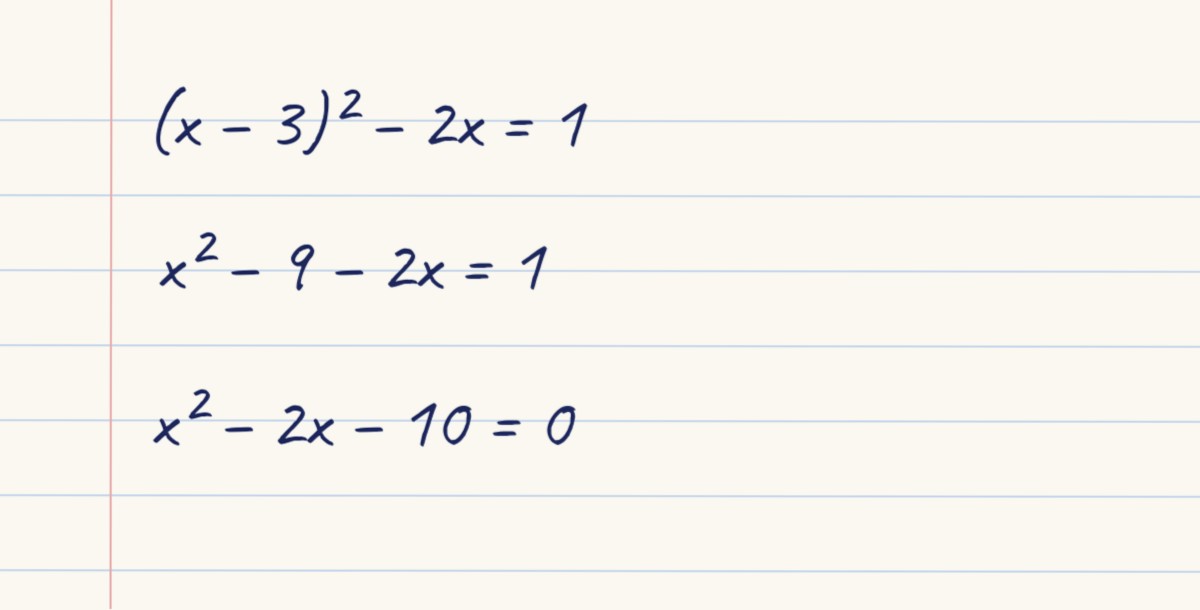 (x − 3)² − 2x = 1
x² − 9 − 2x = 1
x² − 2x − 10 = 0